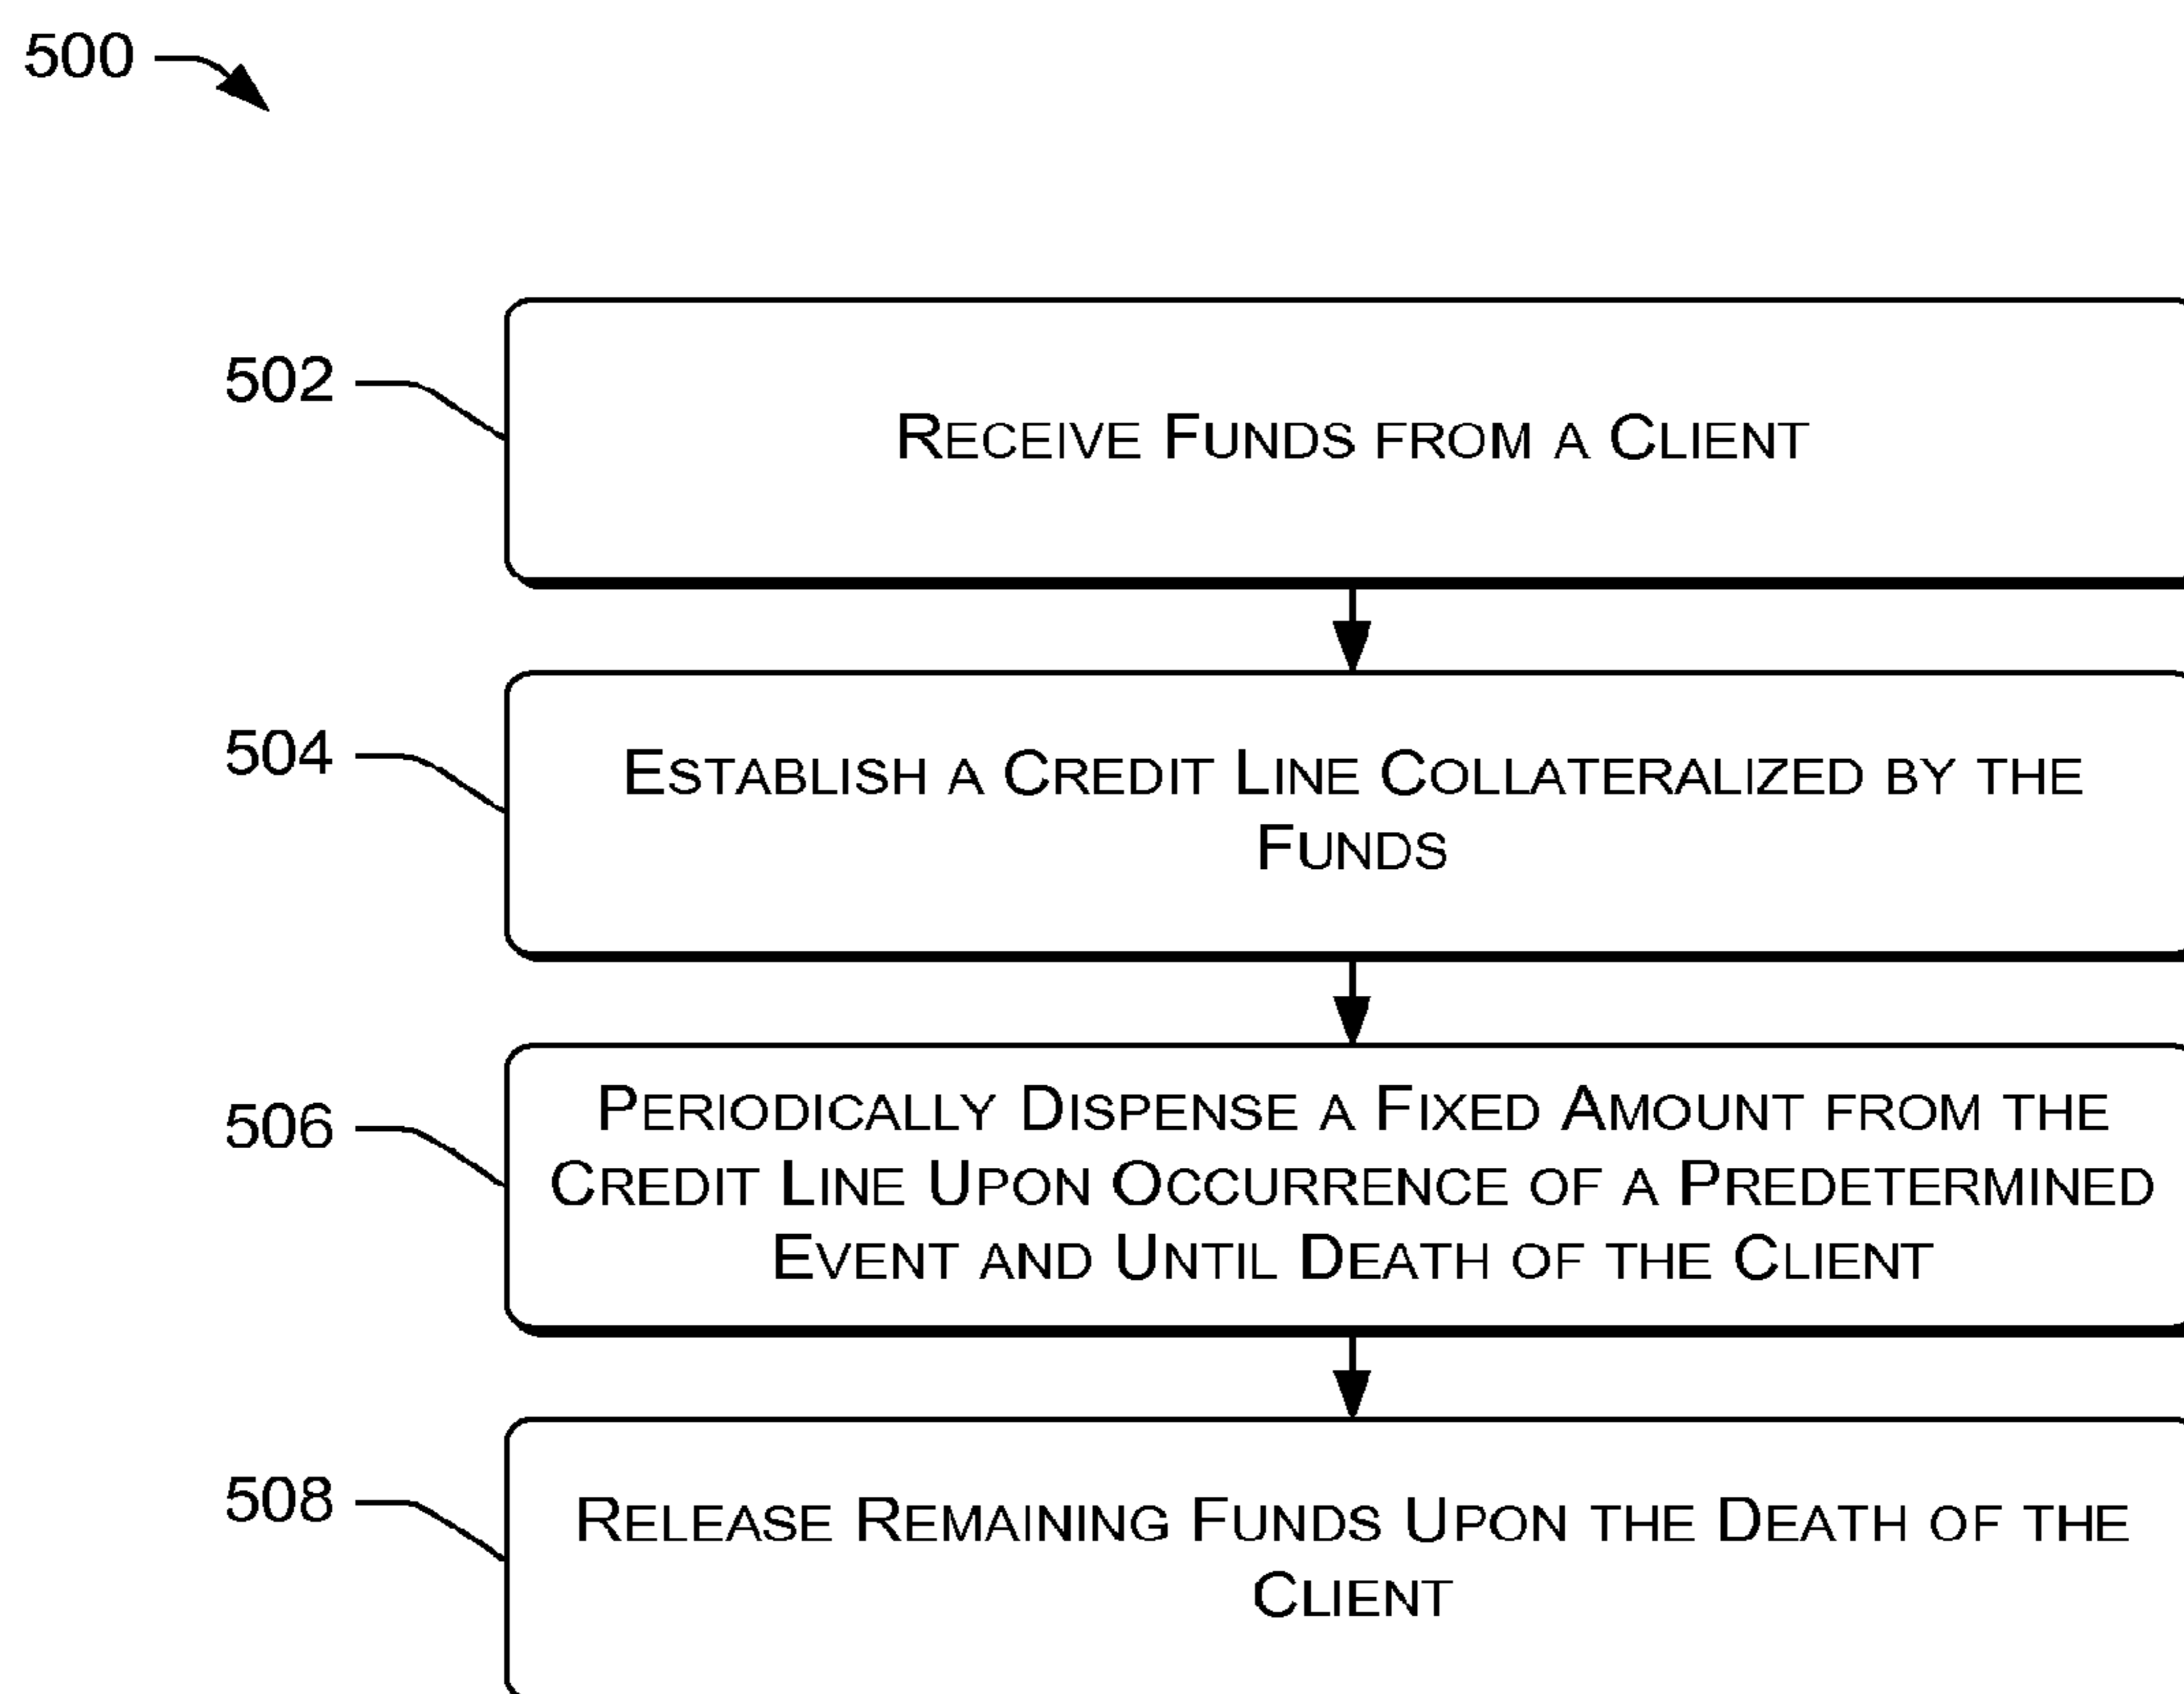 500
502
RECEIVE FUNDS FROM A CLIENT
504
ESTABLISH A CREDIT LINE COLLATERALIZED BY THE
FUNDS
506
PERIODICALLY DISPENSE A FIXED AMOUNT FROM THE
CREDIT LINE UPON OCCURRENCE OF A PREDETERMINED
EVENT AND UNTIL DEATH OF THE CLIENT
508
RELEASE REMAINING FUNDS UPON THE DEATH OF THE
CLIENT